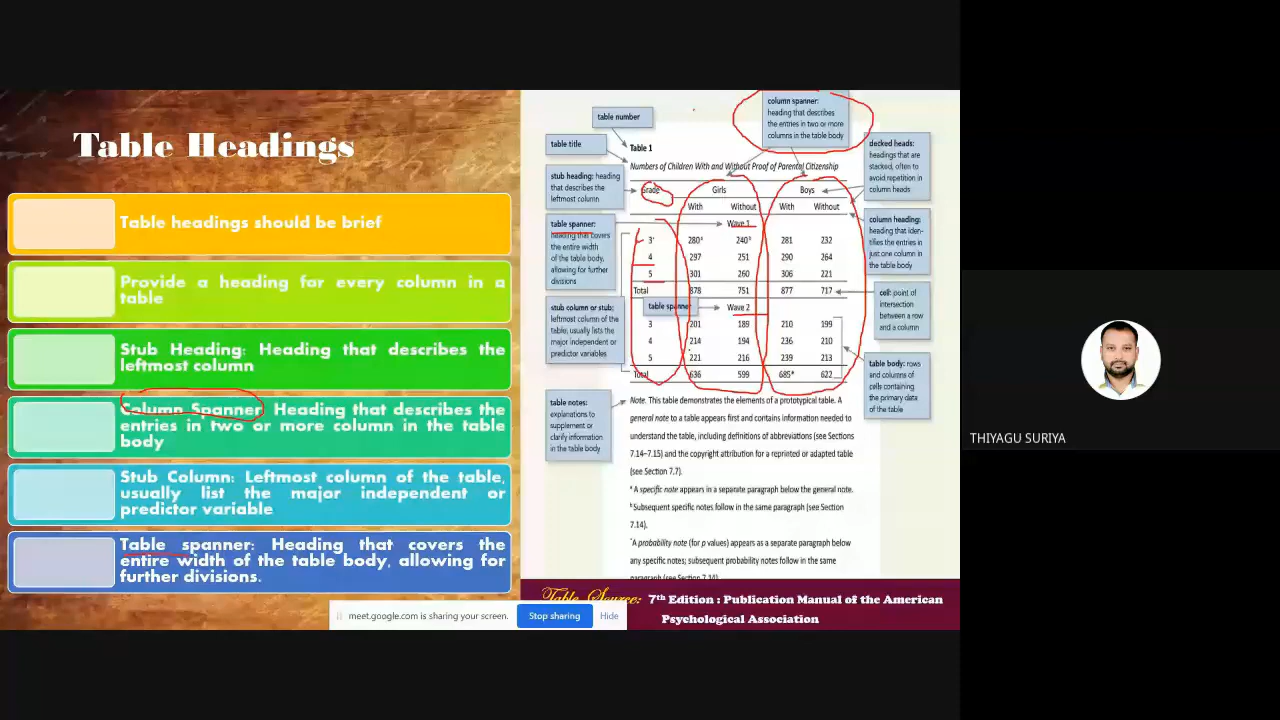 Table Headings
Table headings should be brief
Provide a heading for every column in a
table
Stub Heading: Heading that describes the
leftmost column
Column Spanner: Heading that describes the
entries in two or more column in the table
body
Stub Column: Leftmost column of the table,
usually list the major independent or
predictor variable
Table spanner: Heading that covers the
entire width of the table body, allowing for
further divisions.
column spanner:
heading that describes
the entries in two or more
columns in the table body
table number
table title
Table 1
Numbers of Children With and Without Proof of Parental Citizenship
decked heads:
headings that are
stacked, often to
avoid repetition in
column heads
stub heading: heading
that describes the
leftmost column
Grade Girls Boys
With Without With Without
table spanner:
heading that covers
the entire width
of the table body,
allowing for further
divisions
Wave 1
3* 280ᵃ 240ᵇ 281 232
4 297 251 290 264
5 301 260 306 221
Total 878 751 877 717
column heading:
heading that iden-
tifies the entries in
just one column in
the table body
stub column or stub:
leftmost column of the
table; usually lists the
major independent or
predictor variables
table spanner
Wave 2
3 201 189 210 199
4 214 194 236 210
5 221 216 239 213
Total 636 599 685* 622
cell: point of
intersection
between a row
and a column
table body: rows
and columns of
cells containing
the primary data
of the table
table notes:
explanations to
supplement or
clarify information
in the table body
Note. This table demonstrates the elements of a prototypical table. A
general note to a table appears first and contains information needed to
understand the table, including definitions of abbreviations (see Sections
7.14–7.15) and the copyright attribution for a reprinted or adapted table
(see Section 7.7).
ᵃ A specific note appears in a separate paragraph below the general note.
ᵇ Subsequent specific notes follow in the same paragraph (see Section
7.14).
*A probability note (for p values) appears as a separate paragraph below
any specific notes; subsequent probability notes follow in the same
paragraph (see Section 7.14)
Table Source: 7th Edition : Publication Manual of the American
Psychological Association
meet.google.com is sharing your screen. Stop sharing Hide
THIYAGU SURIYA